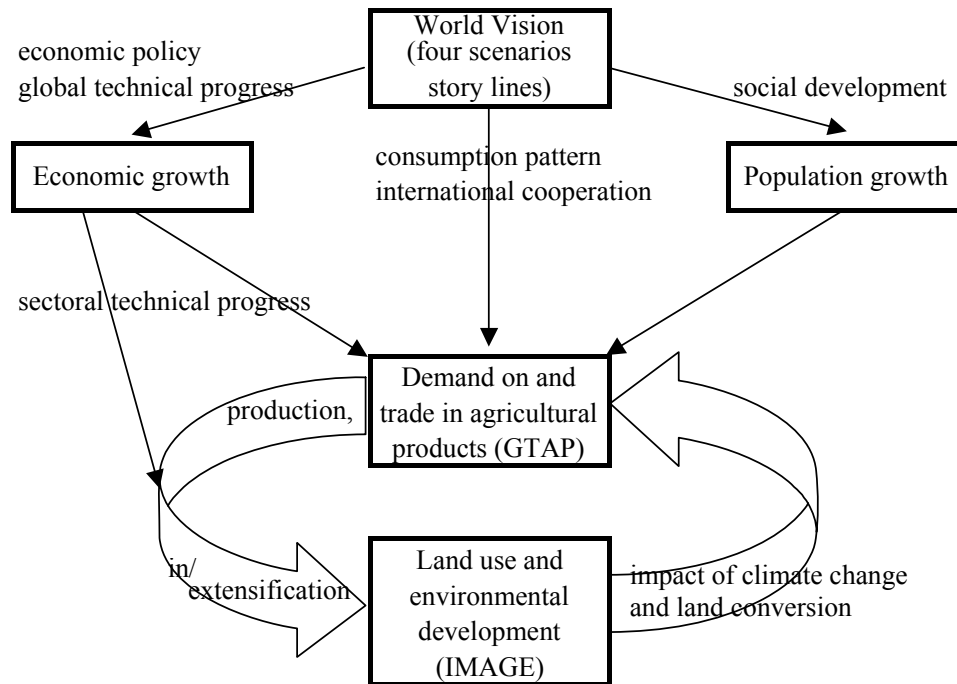 World Vision
(four scenarios
story lines)
economic policy
global technical progress
social development
Economic growth
consumption pattern
international cooperation
Population growth
sectoral technical progress
Demand on and
trade in agricultural
products (GTAP)
production,
in/
extensification
Land use and
environmental
development
(IMAGE)
impact of climate change
and land conversion